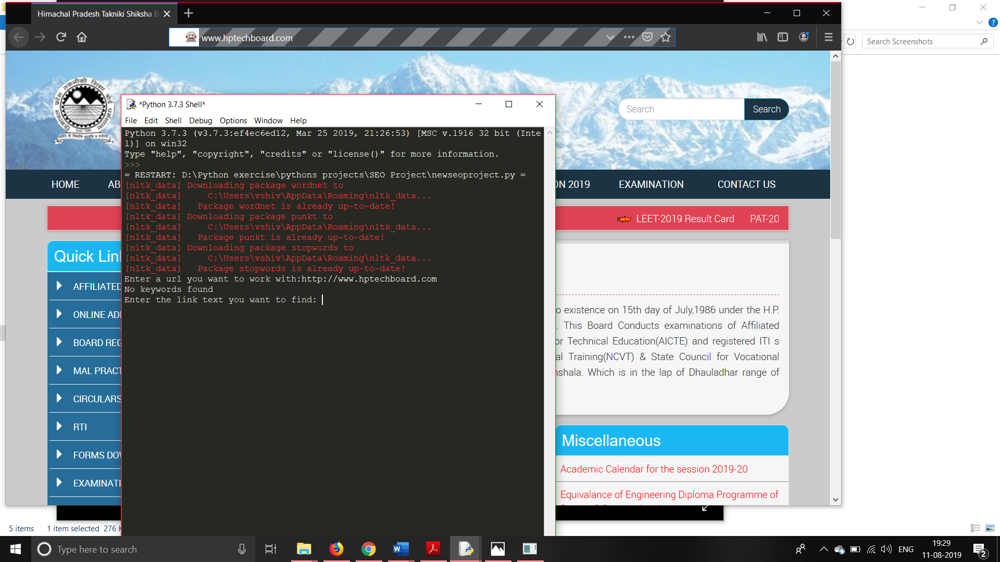 Himachal Pradesh Takniki Shiksha B
www.hptechboard.com
Search Screenshots
Search
Search
*Python 3.7.3 Shell*
File Edit Shell Debug Options Window Help
Python 3.7.3 (v3.7.3:ef4ec6ed12, Mar 25 2019, 21:26:53) [MSC v.1916 32 bit (Inte
l)] on win32
Type "help", "copyright", "credits" or "license()" for more information.
>>>
= RESTART: D:\Python exercise\pythons projects\SEO Project\newseoproject.py =
[nltk_data] Downloading package wordnet to
[nltk_data]     C:\Users\vshiv\AppData\Roaming\nltk_data...
[nltk_data]   Package wordnet is already up-to-date!
[nltk_data] Downloading package punkt to
[nltk_data]     C:\Users\vshiv\AppData\Roaming\nltk_data...
[nltk_data]   Package punkt is already up-to-date!
[nltk_data] Downloading package stopwords to
[nltk_data]     C:\Users\vshiv\AppData\Roaming\nltk_data...
[nltk_data]   Package stopwords is already up-to-date!
Enter a url you want to work with:http://www.hptechboard.com
No keywords found
Enter the link text you want to find:
HOME AB ON 2019 EXAMINATION CONTACT US
NEW! LEET-2019 Result Card PAT-20
Quick Lin
AFFILIATED
ONLINE AD
BOARD REG
MAL PRACT
CIRCULARS
RTI
FORMS DOW
EXAMINATI
o existence on 15th day of July,1986 under the H.P.
. This Board Conducts examinations of Affiliated
or Technical Education(AICTE) and registered ITI s
al Training(NCVT) & State Council for Vocational
nshala. Which is in the lap of Dhauladhar range of
Miscellaneous
Academic Calendar for the session 2019-20
Equivalance of Engineering Diploma Programme of
5 items 1 item selected 276 K
Type here to search
ENG
19:29
11-08-2019
2